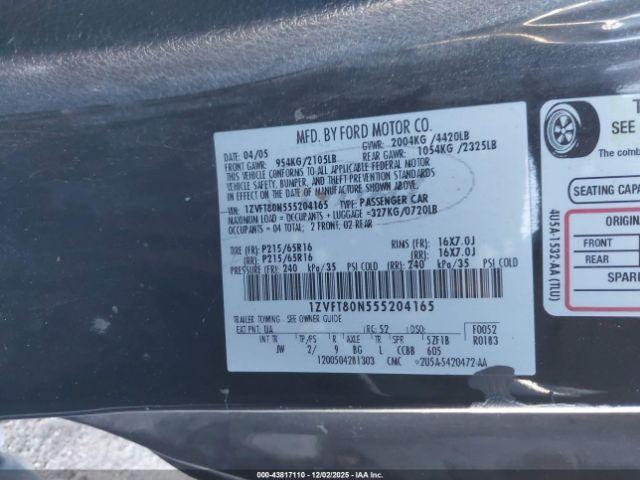 MFD. BY FORD MOTOR CO.
DATE: 04/05 GVWR: 2004KG /4420LB
FRONT GAWR: 954KG/2105LB REAR GAWR: 1054KG /2325LB
THIS VEHICLE CONFORMS TO ALL APPLICABLE FEDERAL MOTOR
VEHICLE SAFETY, BUMPER, AND THEFT PREVENTION STANDARDS
IN EFFECT ON THE DATE OF MANUFACTURE SHOWN ABOVE.
VIN: 1ZVFT80N555204165 TYPE: PASSENGER CAR
MAXIMUM LOAD = OCCUPANTS + LUGGAGE =327KG/0720LB
OCCUPANTS = 04 TOTAL; 2 FRONT, 02 REAR
TIRE (FR): P215/65R16 RIMS (FR): 16X7.0J
(RR): P215/65R16 (RR): 16X7.0J
PRESSURE (FR): 240 kPa/35 PSI COLD (RR): 240 kPa/35 PSI COLD
1ZVFT80N555204165
TRAILER TOWING - SEE OWNER GUIDE
EXT PNT: UA RC: 52 DSO: F0052
INT TR TP/PS R AXLE TR SPR SZF1B R01B3
JW 2/ 9 BG L CCBB 605
1200504281303 2U5A-5420472-AA
SEE
SEATING CAPA
ORIGIN
FRONT
REAR
SPAR
4U5A-1532-AA (TLU)
000-43817110 - 12/02/2025 - IAAI.COM